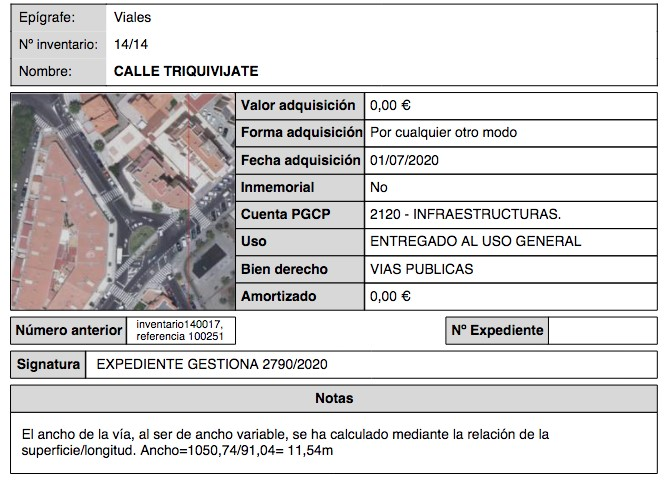 Epígrafe: Viales
Nº inventario: 14/14
Nombre: CALLE TRIQUIVIJATE
Valor adquisición 0,00 €
Forma adquisición Por cualquier otro modo
Fecha adquisición 01/07/2020
Inmemorial No
Cuenta PGCP 2120 - INFRAESTRUCTURAS.
Uso ENTREGADO AL USO GENERAL
Bien derecho VIAS PUBLICAS
Amortizado 0,00 €
Número anterior inventario140017,
referencia 100251
Nº Expediente
Signatura EXPEDIENTE GESTIONA 2790/2020
Notas
El ancho de la vía, al ser de ancho variable, se ha calculado mediante la relación de la
superficie/longitud. Ancho=1050,74/91,04= 11,54m